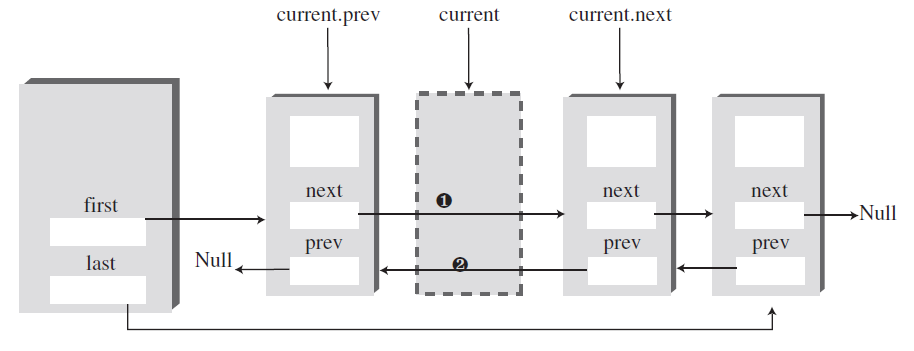 current.prev current current.next
first next ❶ next next Null
last Null prev ❷ prev prev